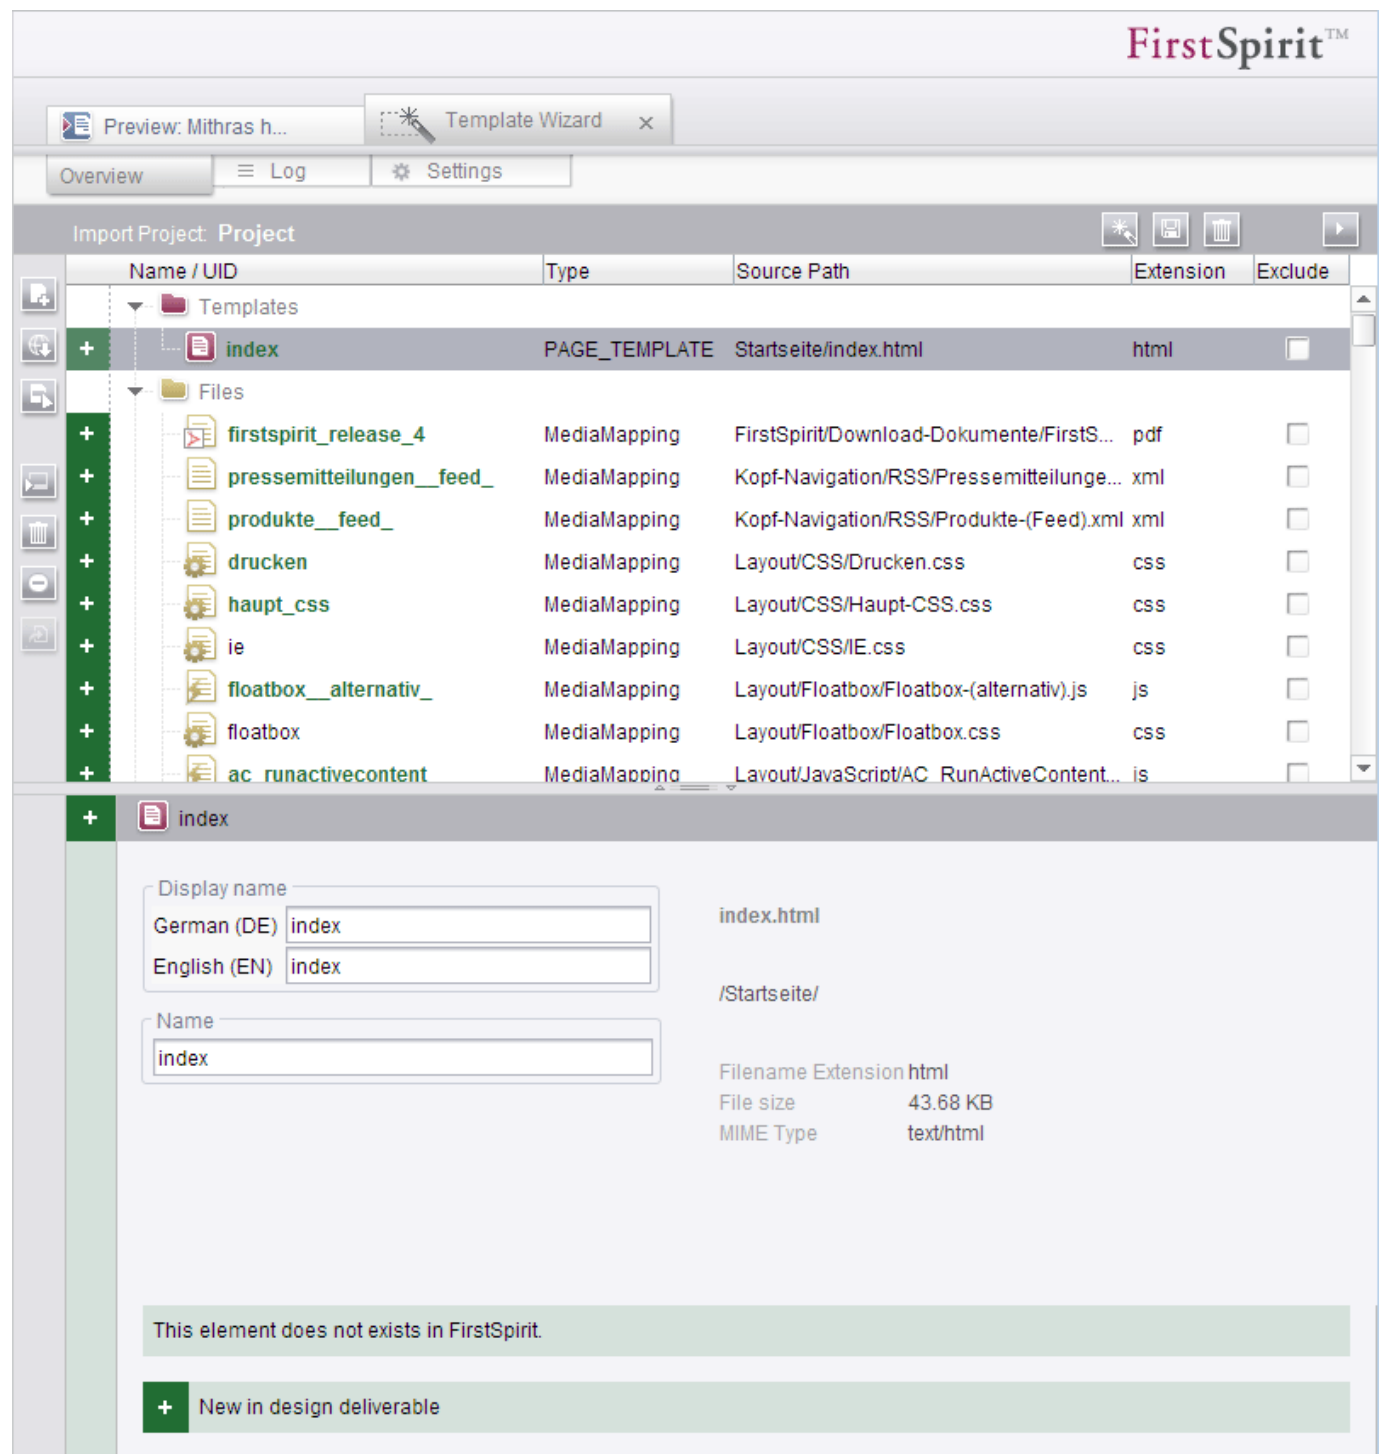 FirstSpirit™
Preview: Mithras h...
Template Wizard
Overview
Log
Settings
Import Project: Project
Name / UID Type Source Path Extension Exclude
Templates
index PAGE_TEMPLATE Startseite/index.html html
Files
firstspirit_release_4 MediaMapping FirstSpirit/Download-Dokumente/FirstS... pdf
pressemitteilungen__feed_ MediaMapping Kopf-Navigation/RSS/Pressemitteilunge... xml
produkte__feed_ MediaMapping Kopf-Navigation/RSS/Produkte-(Feed).xml xml
drucken MediaMapping Layout/CSS/Drucken.css css
haupt_css MediaMapping Layout/CSS/Haupt-CSS.css css
ie MediaMapping Layout/CSS/IE.css css
floatbox__alternativ_ MediaMapping Layout/Floatbox/Floatbox-(alternativ).js js
floatbox MediaMapping Layout/Floatbox/Floatbox.css css
ac_runactivecontent MediaMapping Layout/JavaScript/AC_RunActiveContent... js
index
Display name
German (DE) index
English (EN) index
Name
index
index.html
/Startseite/
Filename Extension html
File size 43.68 KB
MIME Type text/html
This element does not exists in FirstSpirit.
New in design deliverable